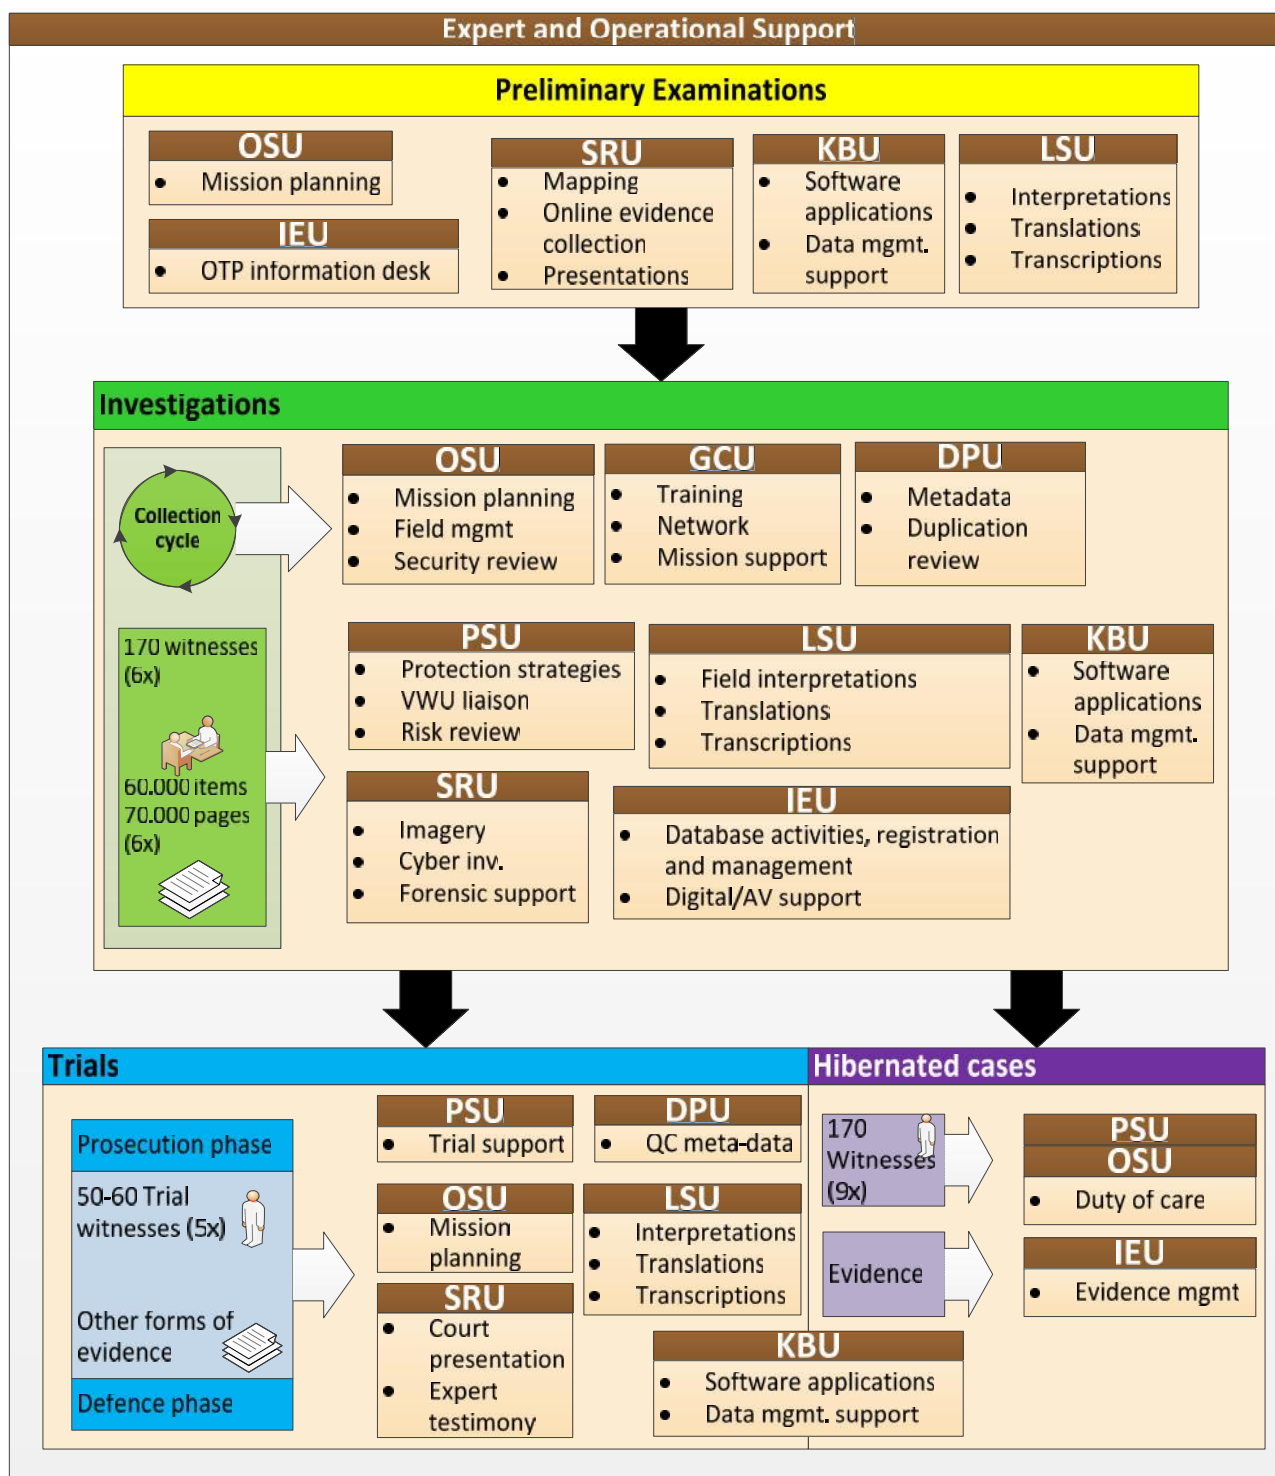 Expert and Operational Support
Preliminary Examinations
OSU
Mission planning
IEU
OTP information desk
SRU
Mapping
Online evidence
collection
Presentations
KBU
Software
applications
Data mgmt.
support
LSU
Interpretations
Translations
Transcriptions
Investigations
Collection
cycle
170 witnesses
(6x)
60.000 items
70.000 pages
(6x)
OSU
Mission planning
Field mgmt
Security review
GCU
Training
Network
Mission support
DPU
Metadata
Duplication
review
PSU
Protection strategies
VWU liaison
Risk review
LSU
Field interpretations
Translations
Transcriptions
KBU
Software
applications
Data mgmt.
support
SRU
Imagery
Cyber inv.
Forensic support
IEU
Database activities, registration
and management
Digital/AV support
Trials
Prosecution phase
50-60 Trial
witnesses (5x)
Other forms of
evidence
Defence phase
PSU
Trial support
DPU
QC meta-data
OSU
Mission
planning
LSU
Interpretations
Translations
Transcriptions
SRU
Court
presentation
Expert
testimony
KBU
Software applications
Data mgmt. support
Hibernated cases
170
Witnesses
(9x)
Evidence
PSU
OSU
Duty of care
IEU
Evidence mgmt